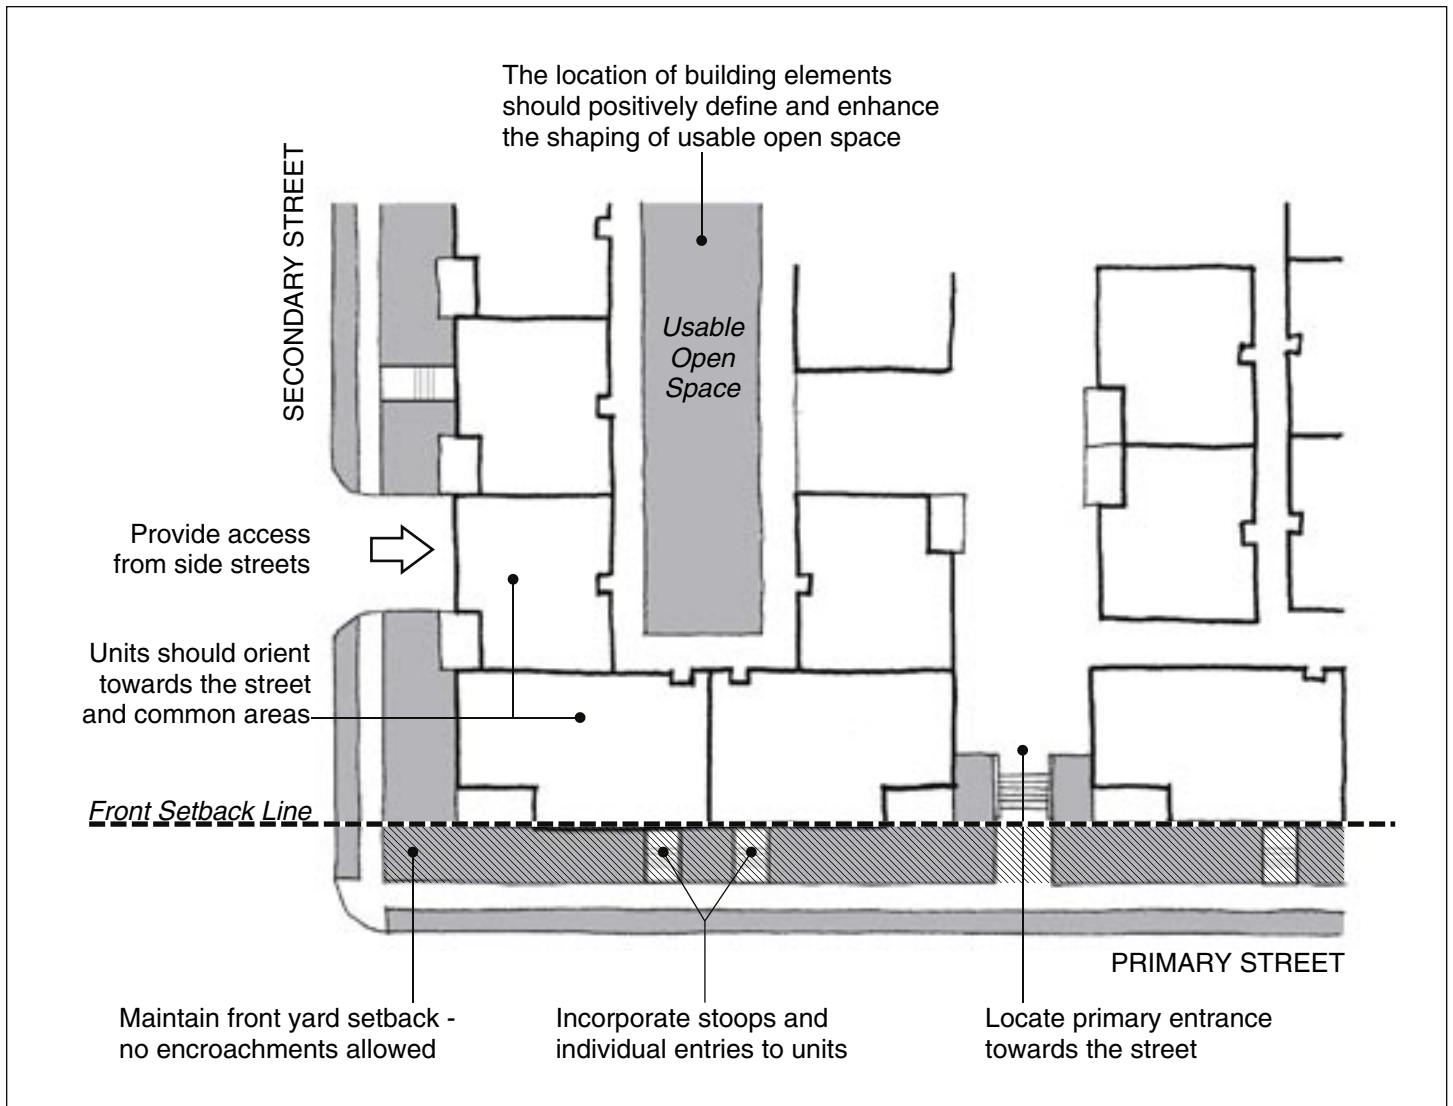 The location of building elements
should positively define and enhance
the shaping of usable open space
SECONDARY STREET
Usable
Open
Space
Provide access
from side streets
Units should orient
towards the street
and common areas
Front Setback Line
PRIMARY STREET
Maintain front yard setback -
no encroachments allowed
Incorporate stoops and
individual entries to units
Locate primary entrance
towards the street